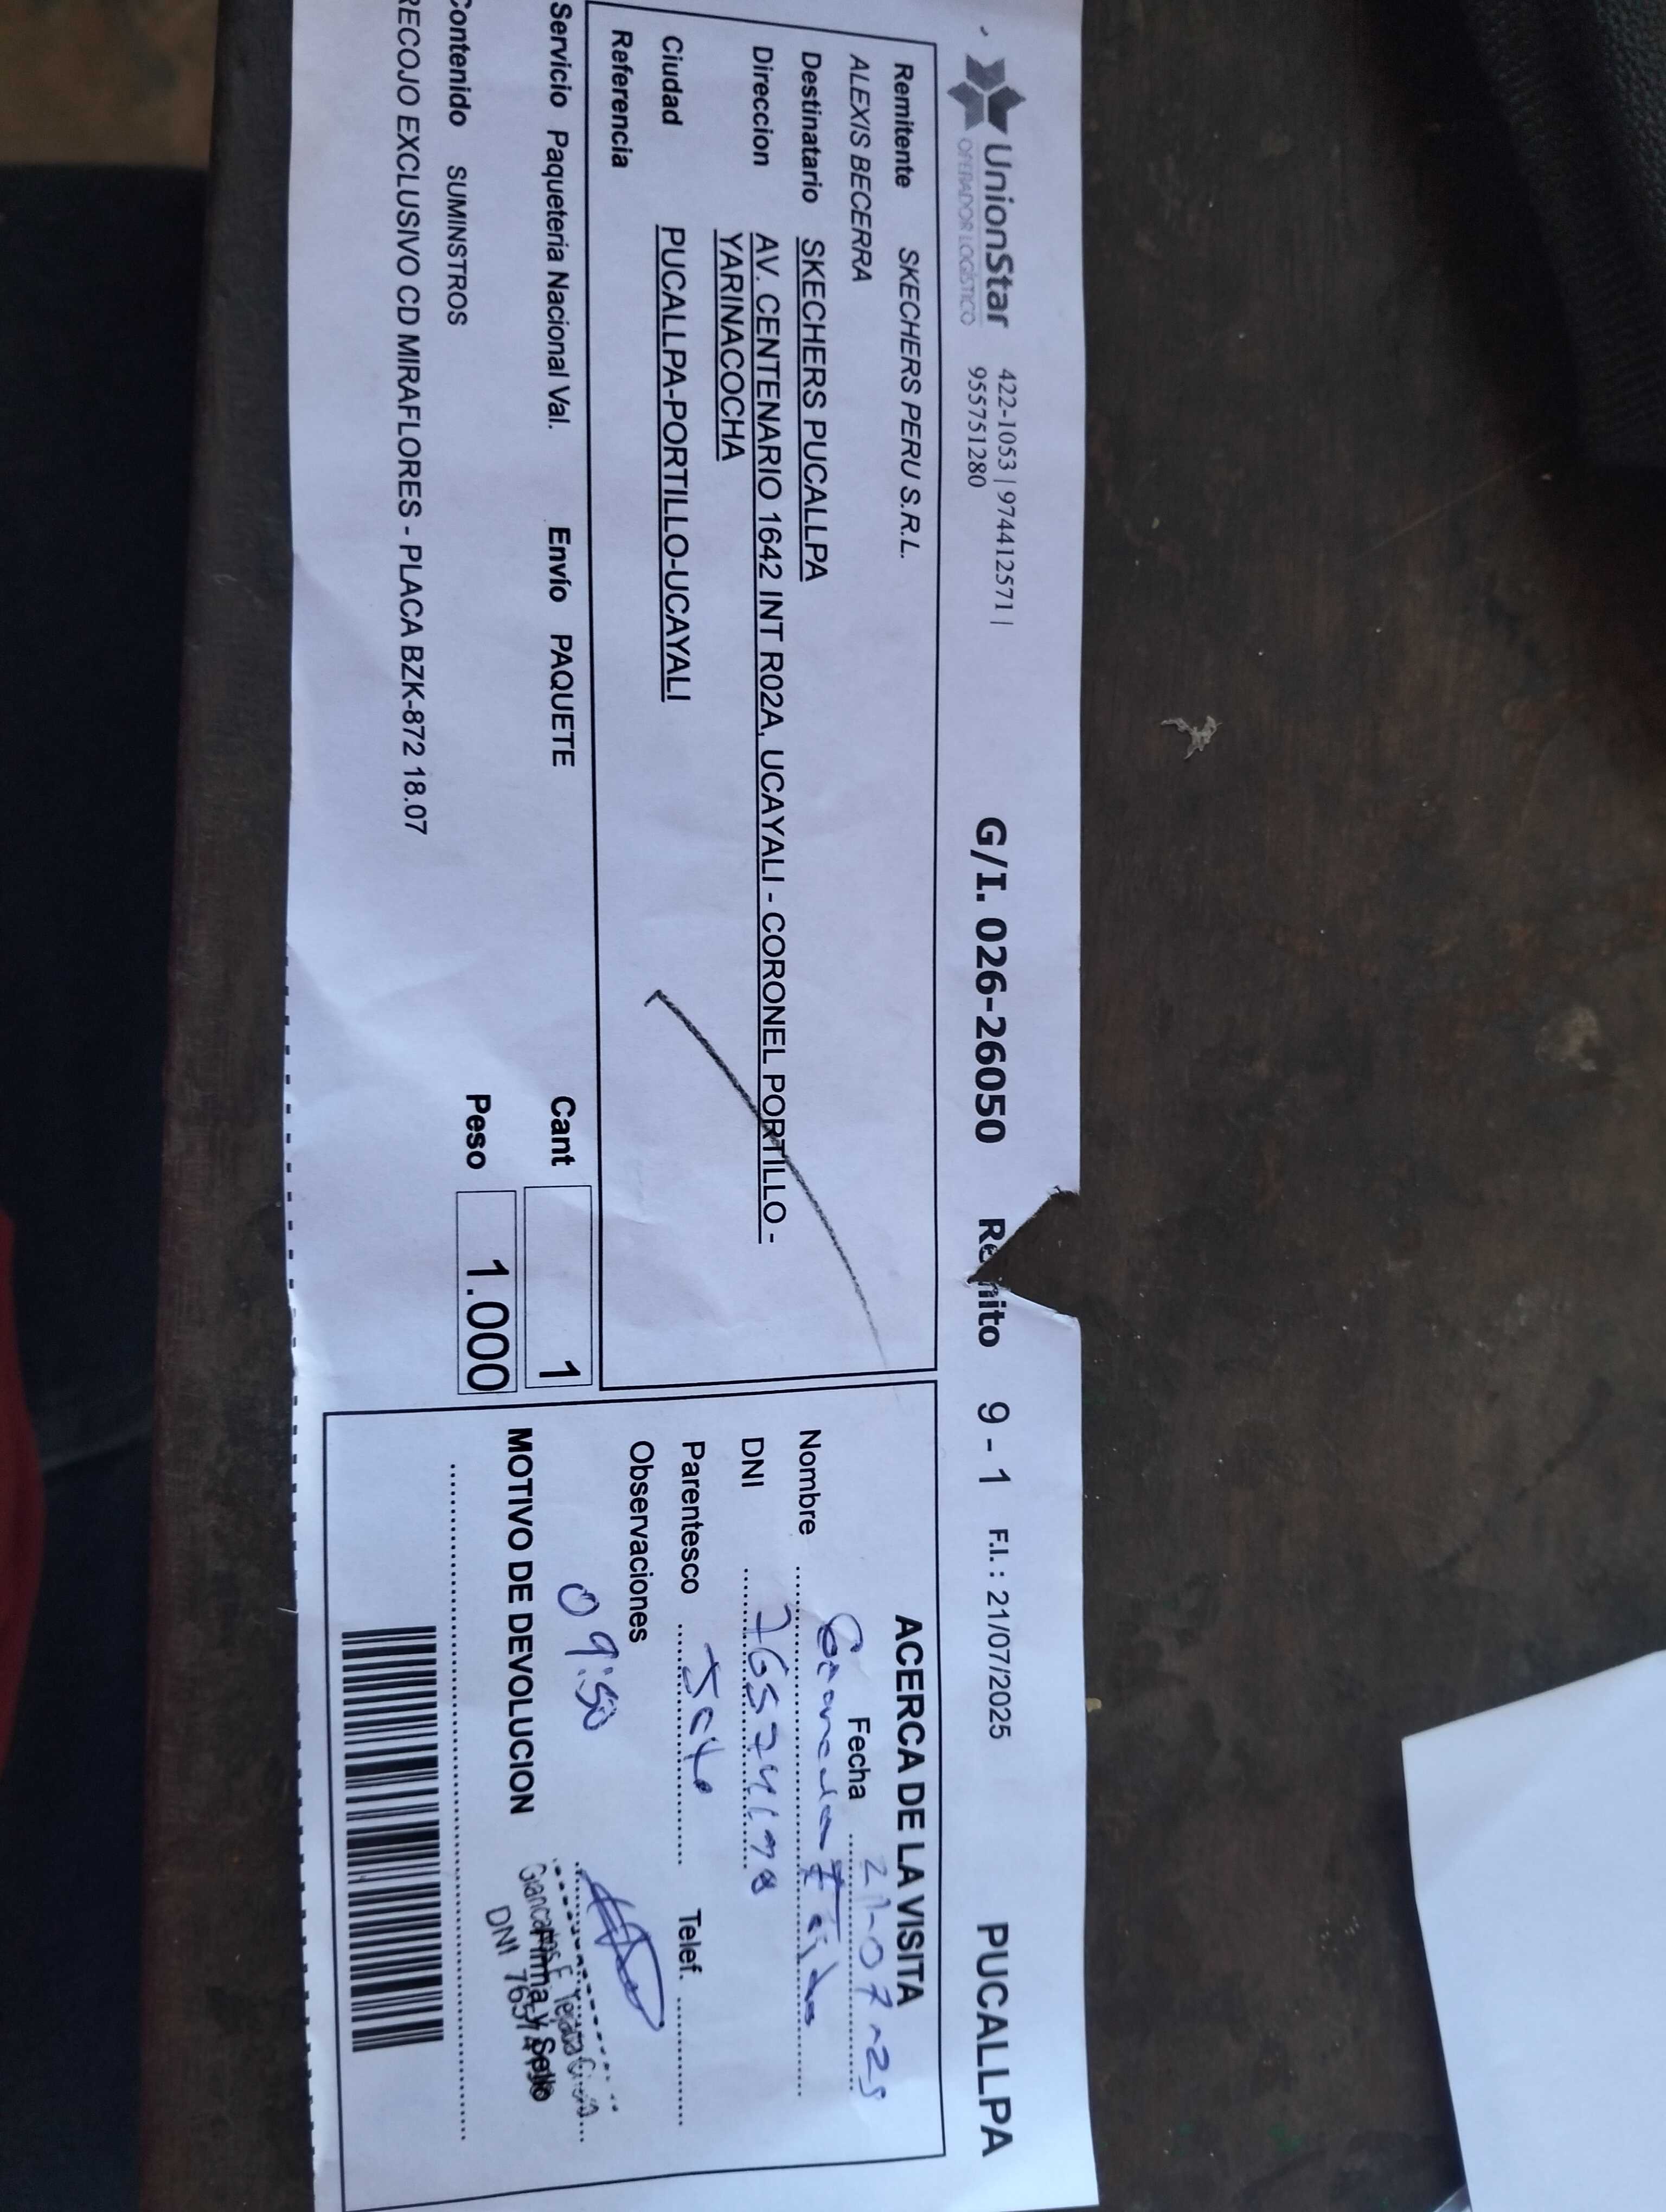 UnionStar
OPERADOR LOGÍSTICO
422-1053 | 974412571 |
955751280
G/I. 026-26050
Remito 9 - 1
F.I. : 21/07/2025
PUCALLPA
Remitente SKECHERS PERU S.R.L.
ALEXIS BECERRA
Destinatario SKECHERS PUCALLPA
Direccion AV. CENTENARIO 1642 INT R02A, UCAYALI - CORONEL PORTILLO -
YARINACOCHA
Ciudad PUCALLPA-PORTILLO-UCAYALI
Referencia
Servicio Paqueteria Nacional Val. Envío PAQUETE
Cant 1
Contenido SUMINSTROS
Peso 1.000
RECOJO EXCLUSIVO CD MIRAFLORES - PLACA BZK-872 18.07
ACERCA DE LA VISITA
Fecha 21-07-25
Nombre
DNI
Parentesco Telef.
Observaciones
09:50
MOTIVO DE DEVOLUCION
Firma y Sello
DNI